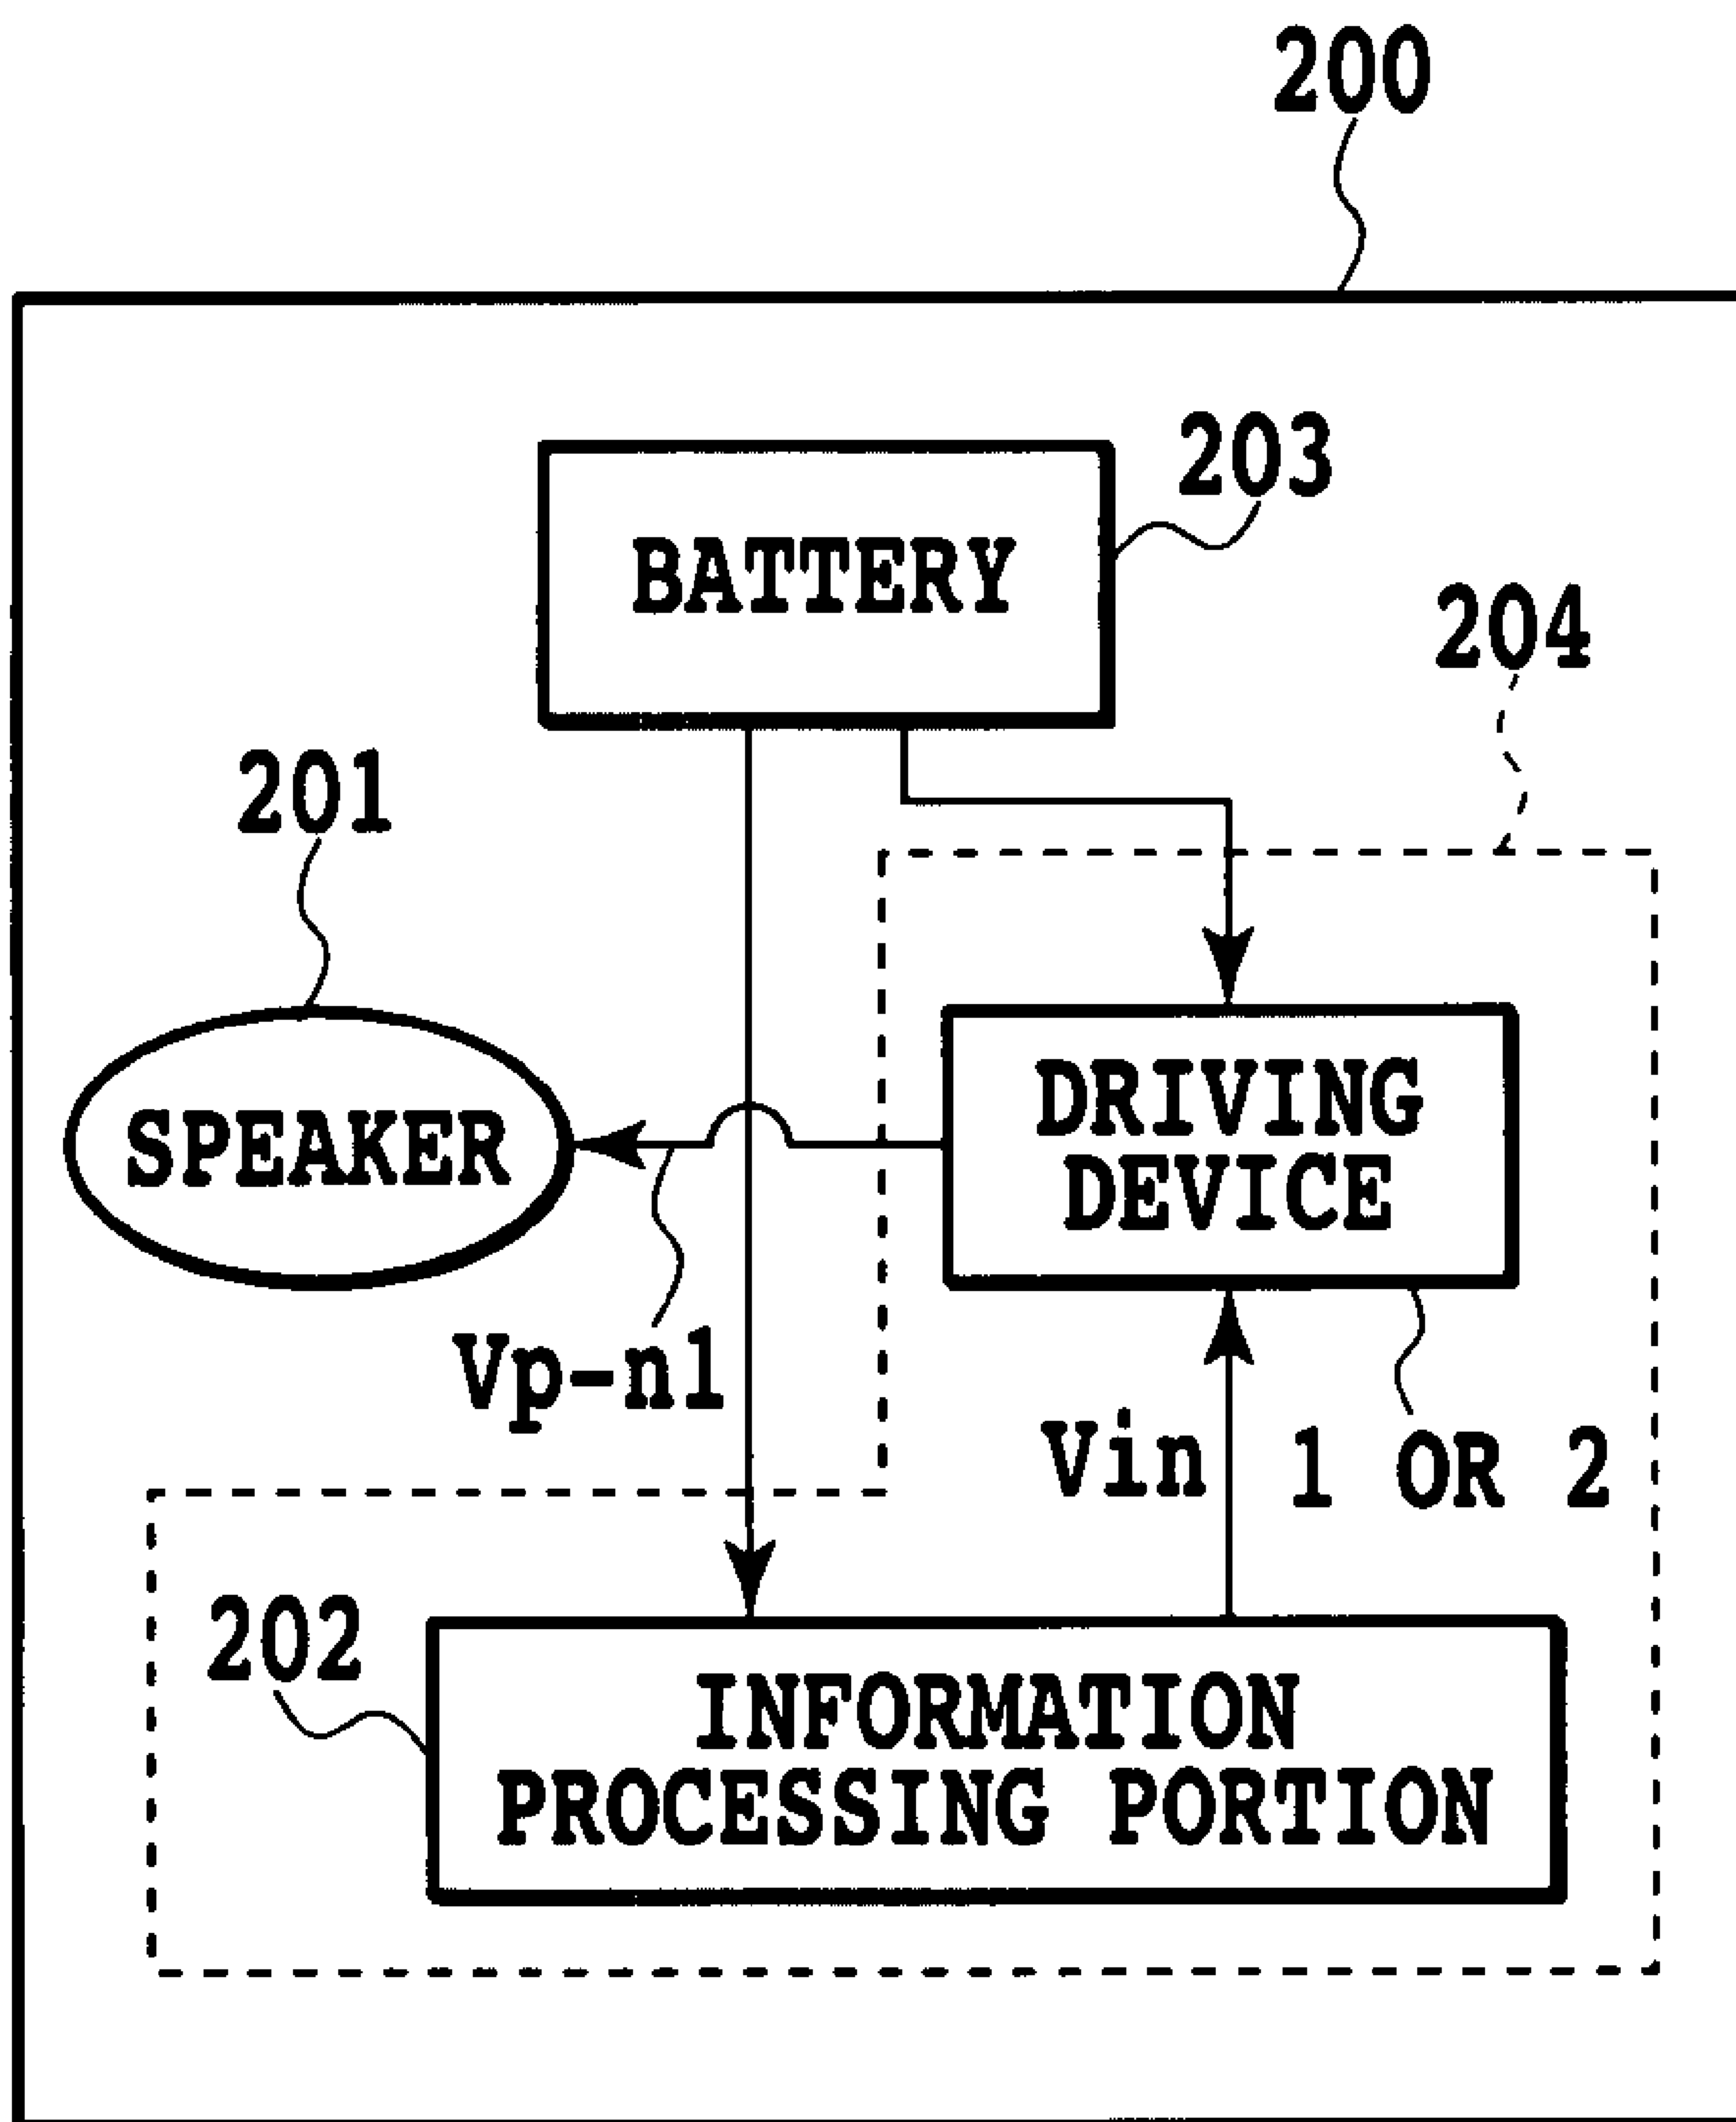 200
203
BATTERY
204
201
DRIVING
DEVICE
SPEAKER
Vp-n1
Vin
1 OR 2
202
INFORMATION
PROCESSING PORTION